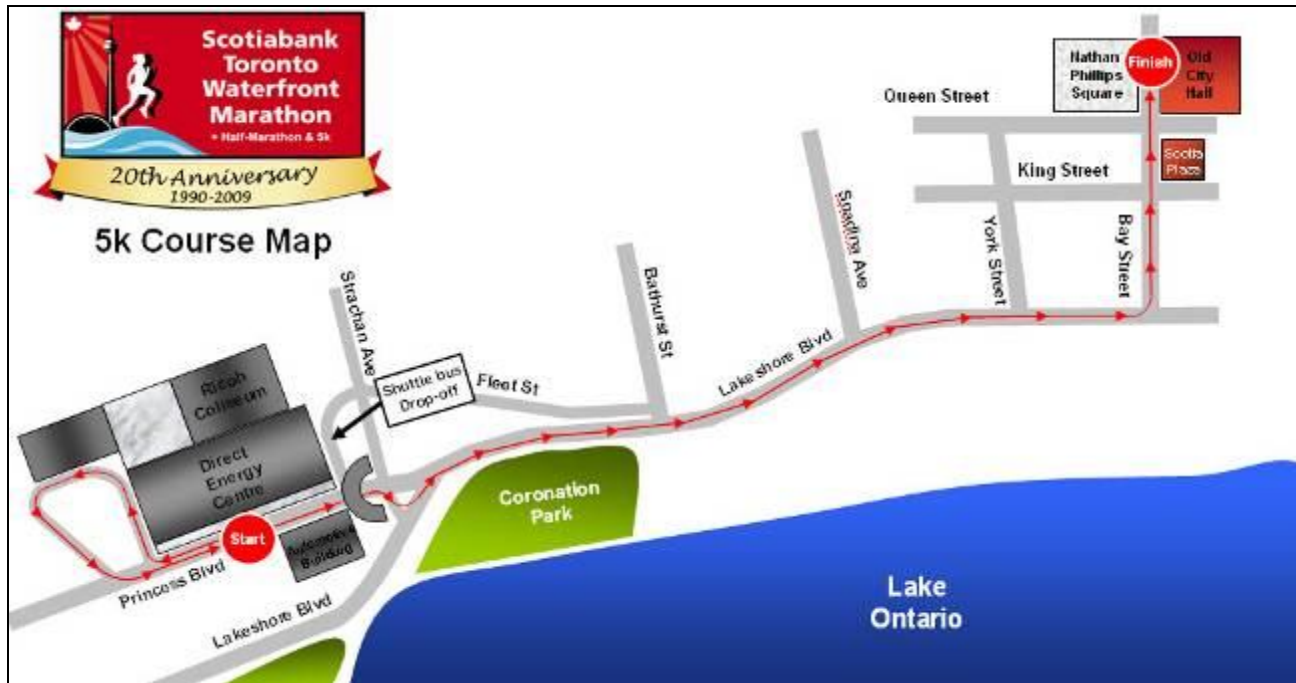 Scotiabank
Toronto
Waterfront
Marathon
+ Half-Marathon & 5k
20th Anniversary
1990-2009
5k Course Map
Nathan
Phillips
Square
Finish
Old
City
Hall
Queen Street
Scotia
Plaza
King Street
York Street
Bay Street
Spadina Ave
Bathurst St
Strachan Ave
Lakeshore Blvd
Shuttle bus
Drop-off
Fleet St
Ricoh
Coliseum
Direct
Energy
Centre
Coronation
Park
Start
Automotive
Building
Princess Blvd
Lakeshore Blvd
Lake
Ontario